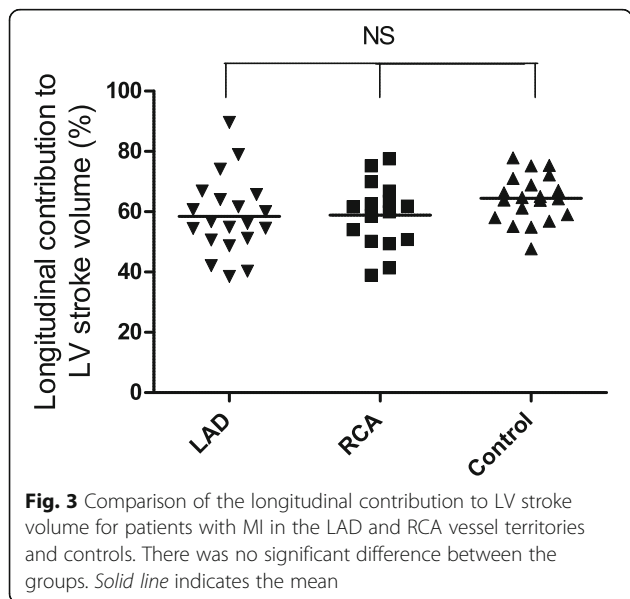 NS
Longitudinal contribution to
LV stroke volume (%)
100
80
60
40
20
0
LAD
RCA
Control
Fig. 3 Comparison of the longitudinal contribution to LV stroke
volume for patients with MI in the LAD and RCA vessel territories
and controls. There was no significant difference between the
groups. Solid line indicates the mean